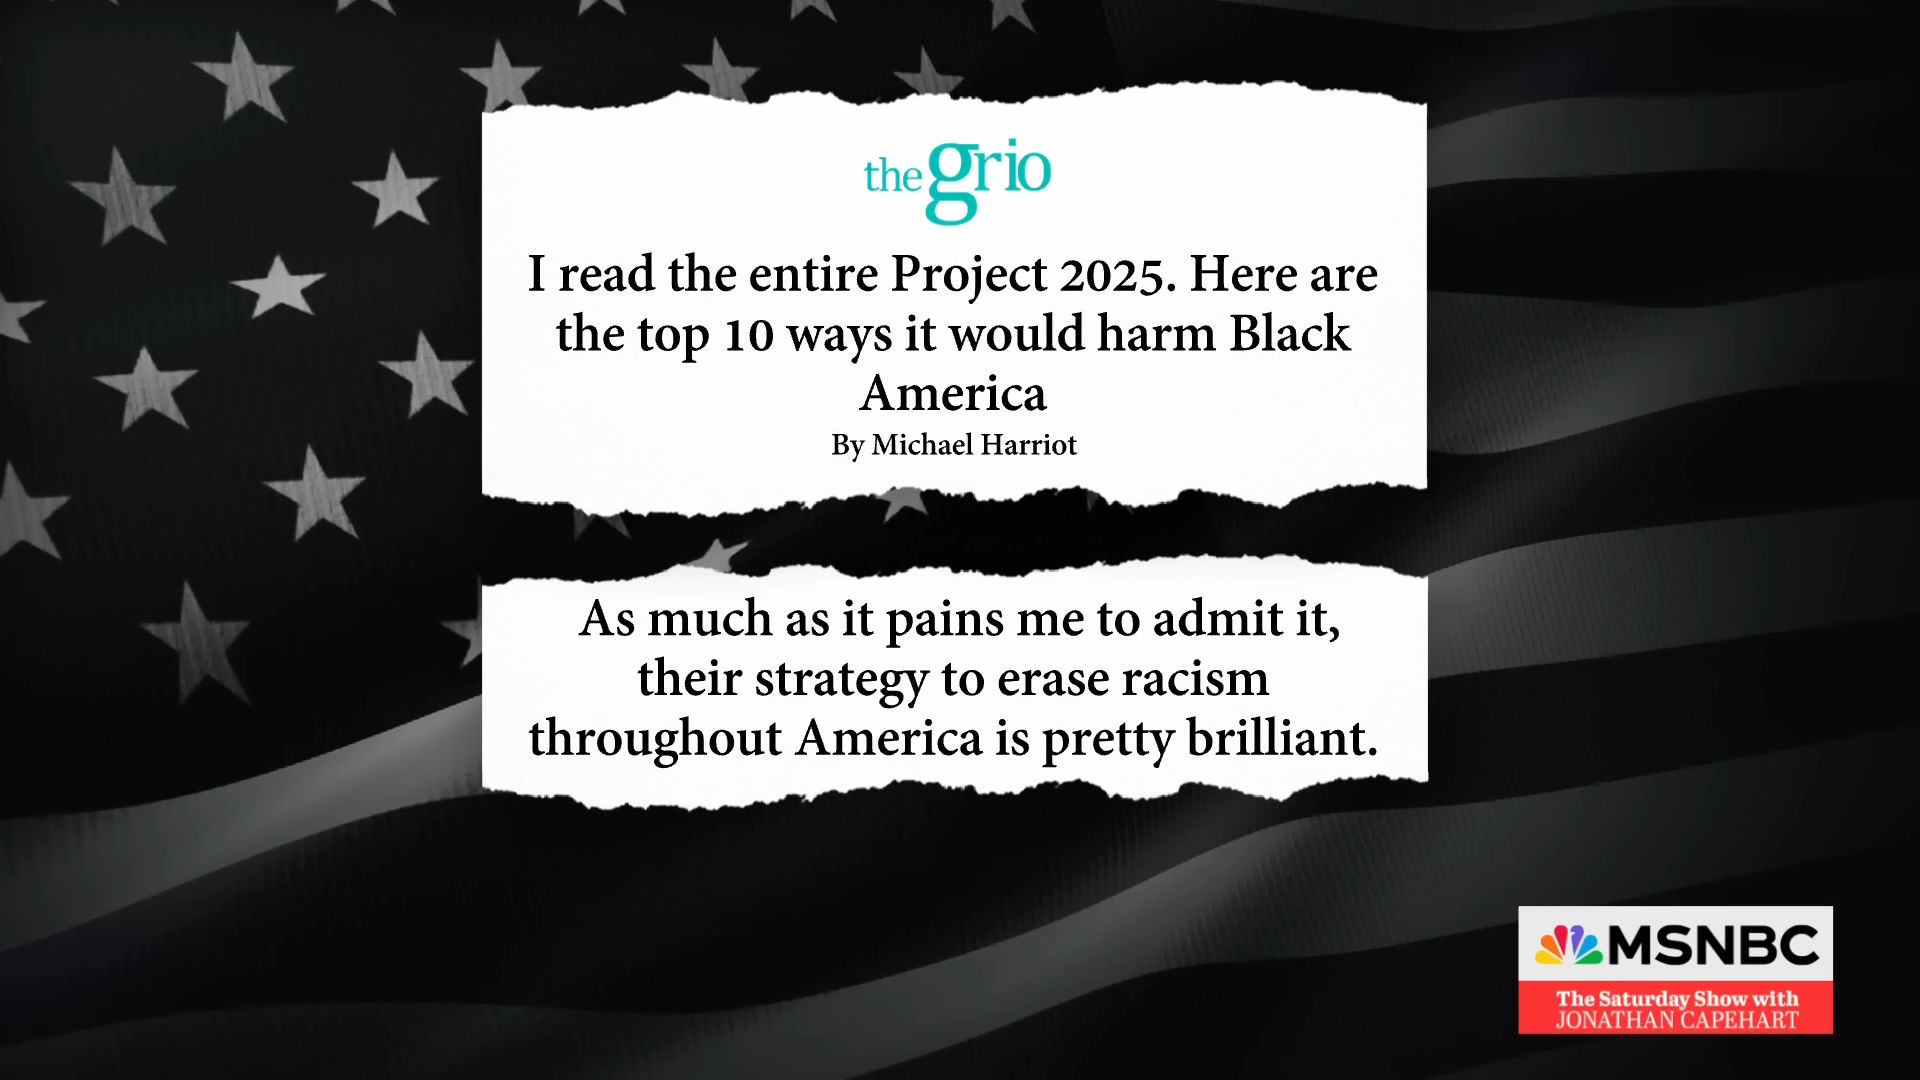 the grio
I read the entire Project 2025. Here are
the top 10 ways it would harm Black
America
By Michael Harriot
As much as it pains me to admit it,
their strategy to erase racism
throughout America is pretty brilliant.
MSNBC
The Saturday Show with
JONATHAN CAPEHART